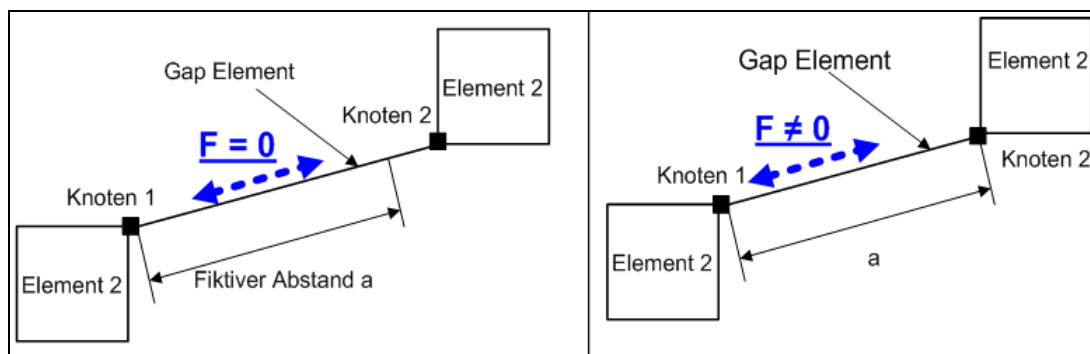 Gap Element
Element 2
Knoten 2
F = 0
Knoten 1
Element 2
Fiktiver Abstand a
Element 2
Gap Element
F ≠ 0
Knoten 1
Knoten 2
Element 2
a